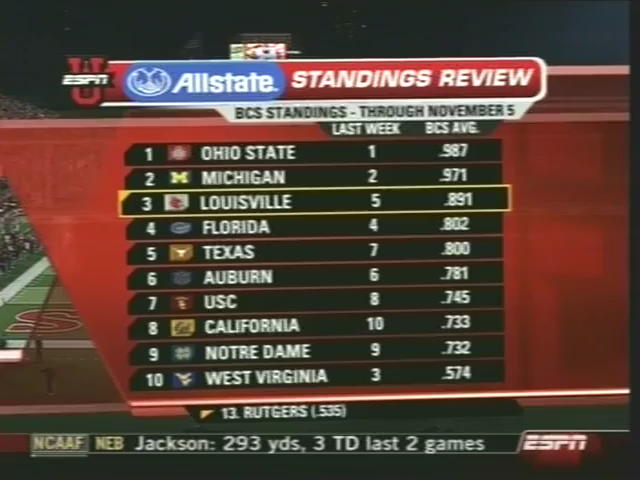 ESPN U Allstate. STANDINGS REVIEW
BCS STANDINGS - THROUGH NOVEMBER 5
LAST WEEK BCS AVG.
1 OHIO STATE 1 .987
2 MICHIGAN 2 .971
3 LOUISVILLE 5 .891
4 FLORIDA 4 .802
5 TEXAS 7 .800
6 AUBURN 6 .781
7 USC 8 .745
8 CALIFORNIA 10 .733
9 NOTRE DAME 9 .732
10 WEST VIRGINIA 3 .574
13. RUTGERS (.535)
NCAAF NEB Jackson: 293 yds, 3 TD last 2 games ESPN